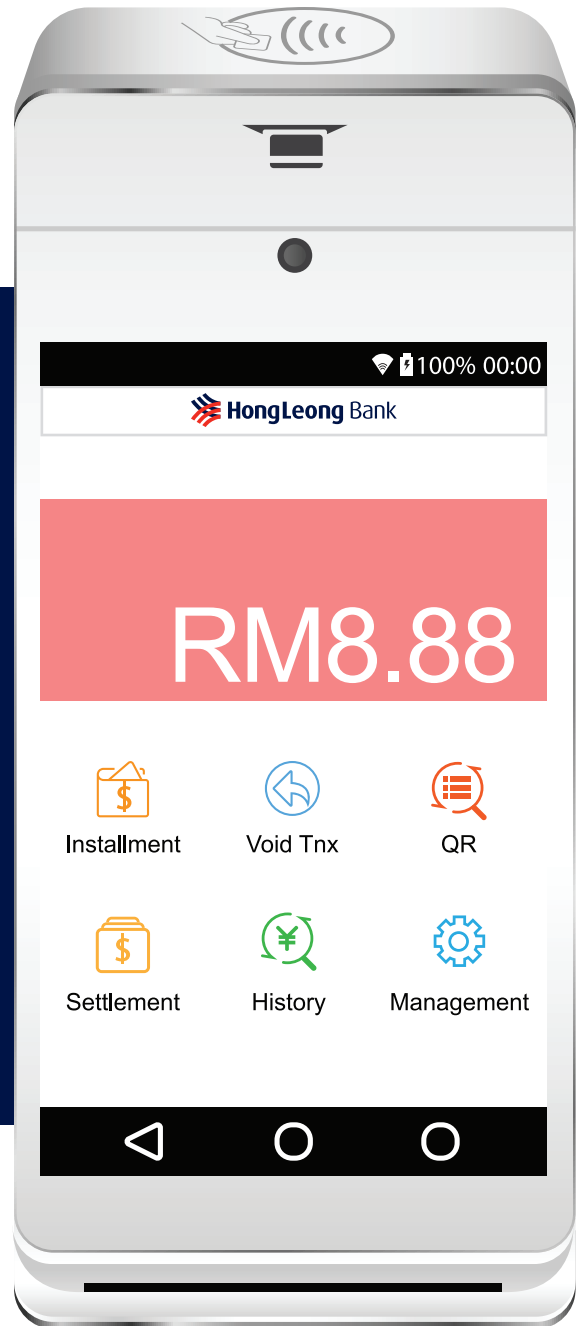 100% 00:00
HongLeong Bank
RM8.88
Installment Void Tnx QR
Settlement History Management